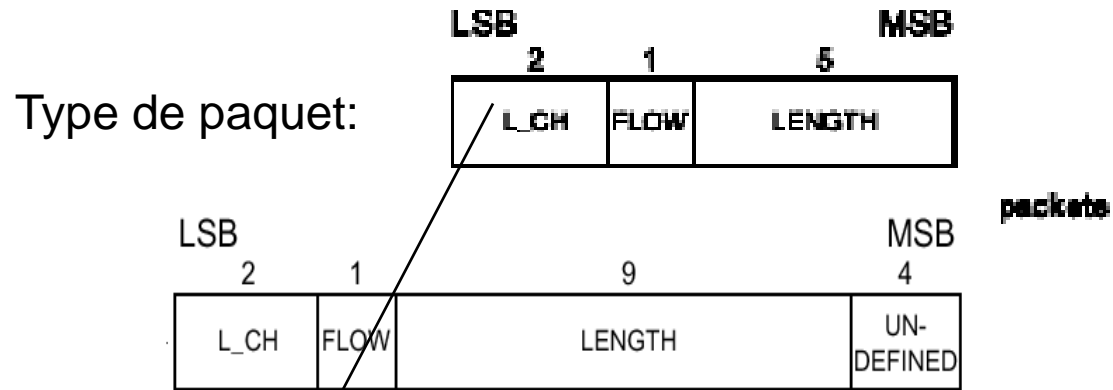 LSB MSB
2 1 5
Type de paquet: L_CH FLOW LENGTH
packets
LSB MSB
2 1 9 4
L_CH FLOW LENGTH UN-
DEFINED